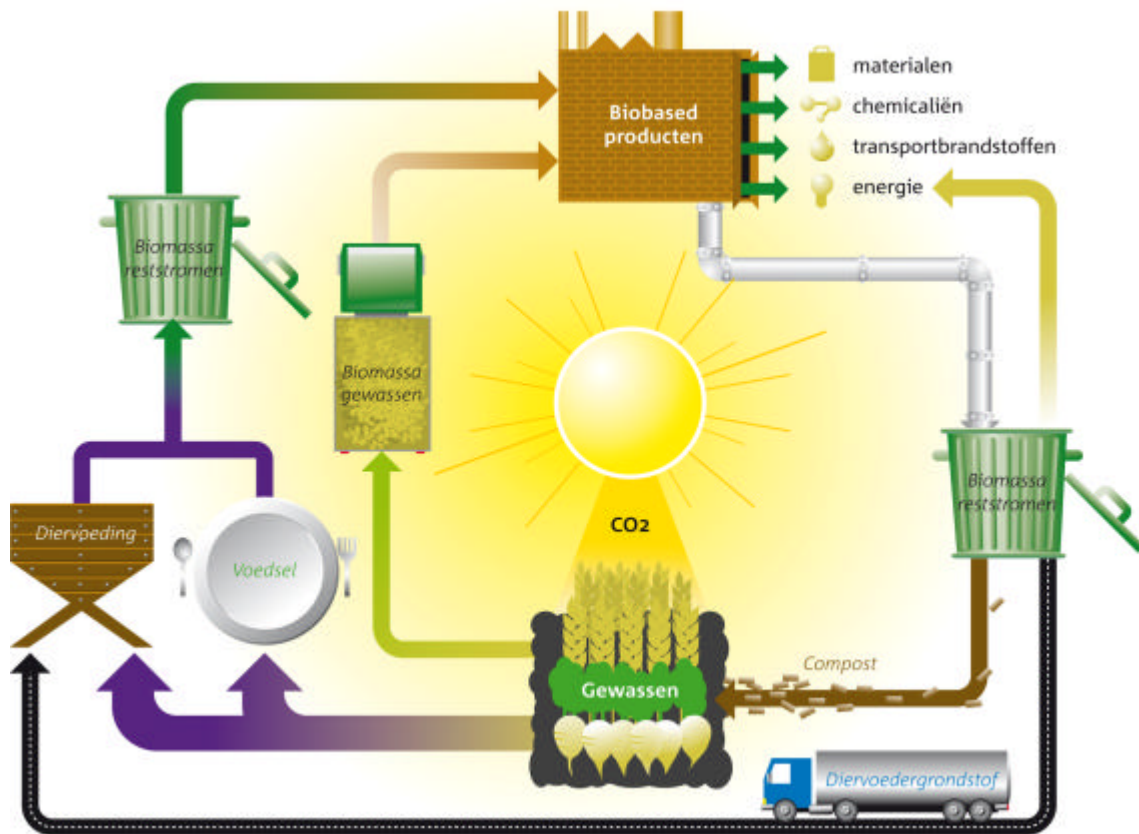 Biobased
producten
materialen
chemicaliën
transportbrandstoffen
energie
Biomassa
reststromen
Biomassa
gewassen
CO2
Biomassa
reststromen
Diervoeding
Voedsel
Gewassen
Compost
Diervoedergrondstof